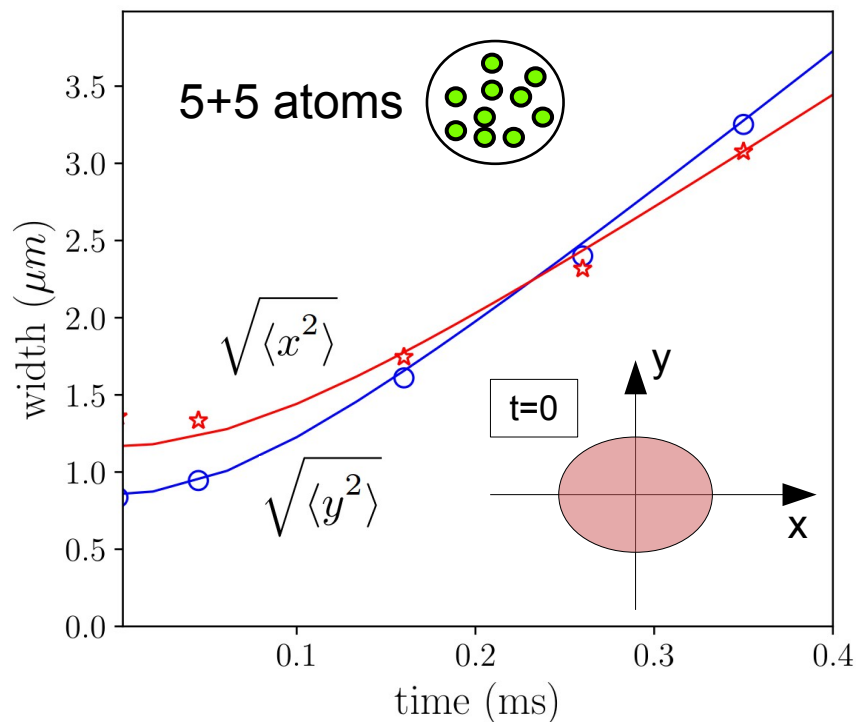 5+5 atoms
3.5
3.0
2.5
2.0
1.5
1.0
0.5
0.0
width (μm)
√⟨x²⟩
√⟨y²⟩
t=0
y
x
0.1 0.2 0.3 0.4
time (ms)